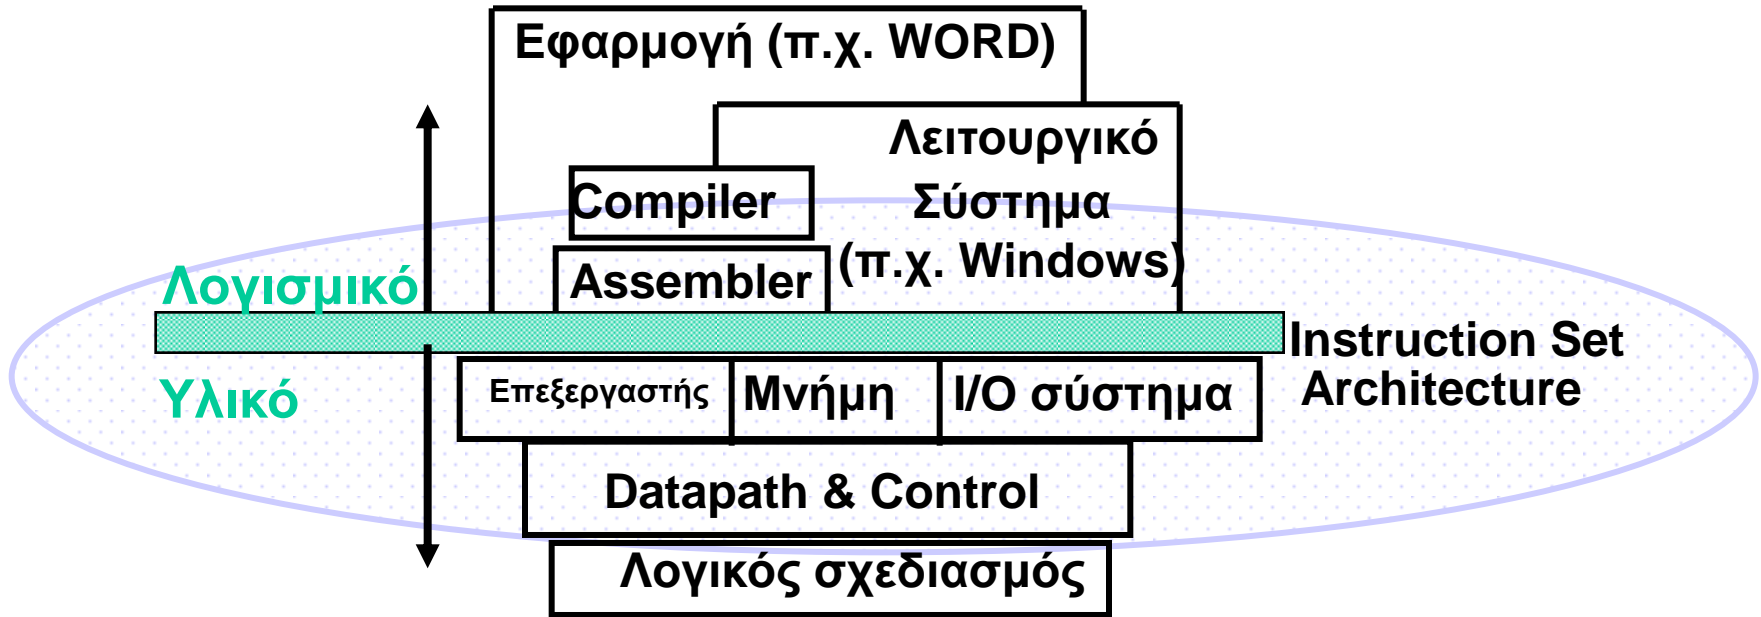 Εφαρμογή (π.χ. WORD)
Λειτουργικό
Compiler
Σύστημα
(π.χ. Windows)
Assembler
Λογισμικό
Instruction Set
Architecture
Υλικό
Επεξεργαστής
Μνήμη
I/O σύστημα
Datapath & Control
Λογικός σχεδιασμός